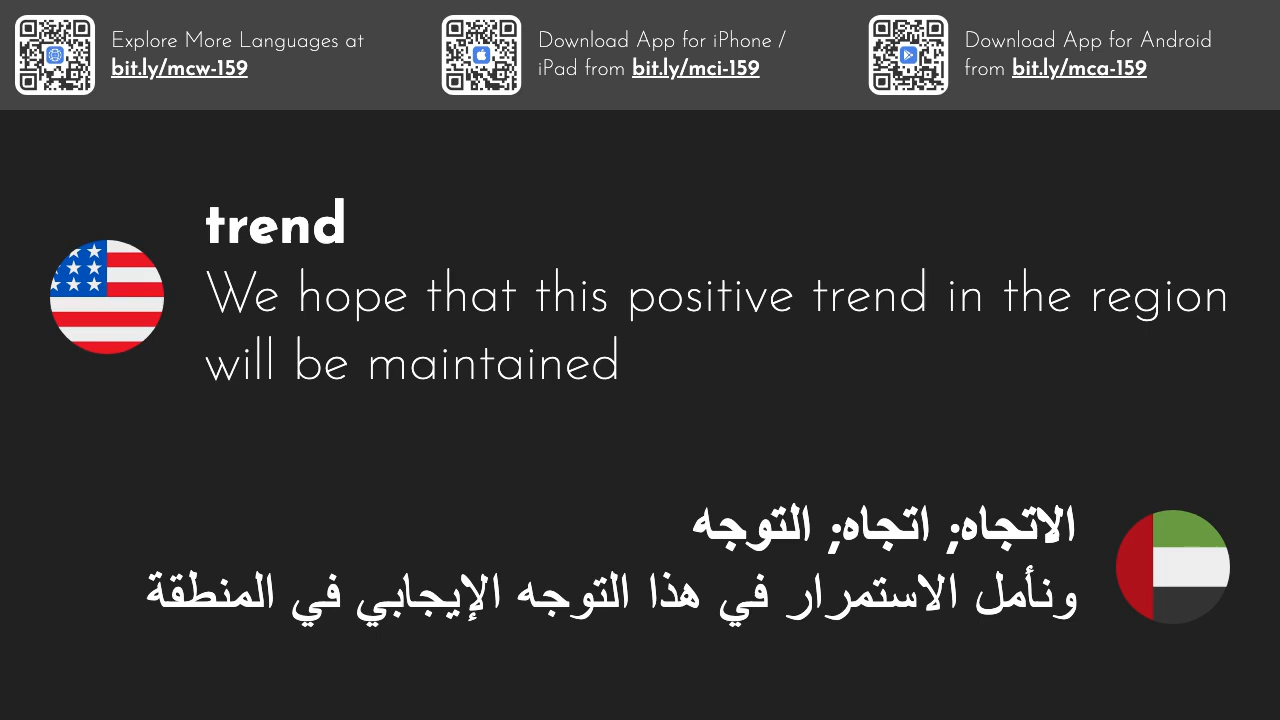 Explore More Languages at
bit.ly/mcw-159
Download App for iPhone /
iPad from bit.ly/mci-159
Download App for Android
from bit.ly/mca-159
trend
We hope that this positive trend in the region
will be maintained
الاتجاه; اتجاه; التوجه
ونأمل الاستمرار في هذا التوجه الإيجابي في المنطقة